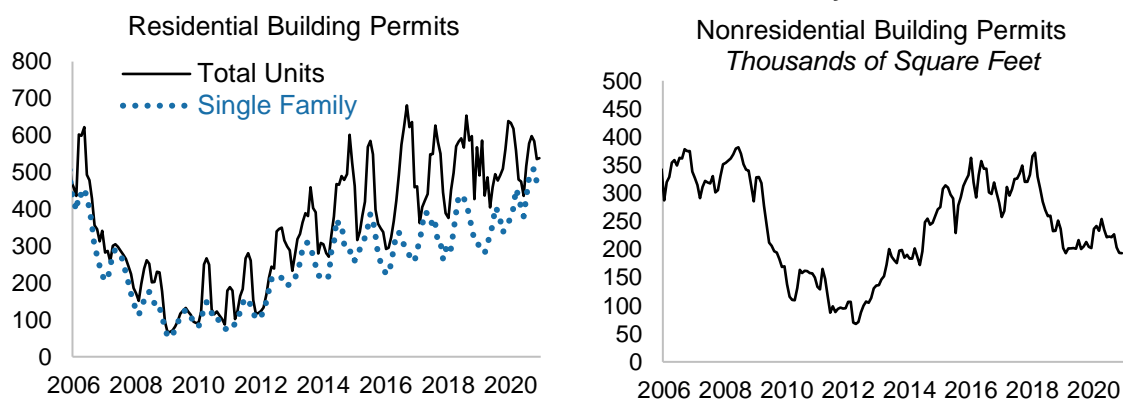 Residential Building Permits
Total Units
Single Family
800
700
600
500
400
300
200
100
0
2006 2008 2010 2012 2014 2016 2018 2020
Nonresidential Building Permits
Thousands of Square Feet
500
450
400
350
300
250
200
150
100
50
0
2006 2008 2010 2012 2014 2016 2018 2020